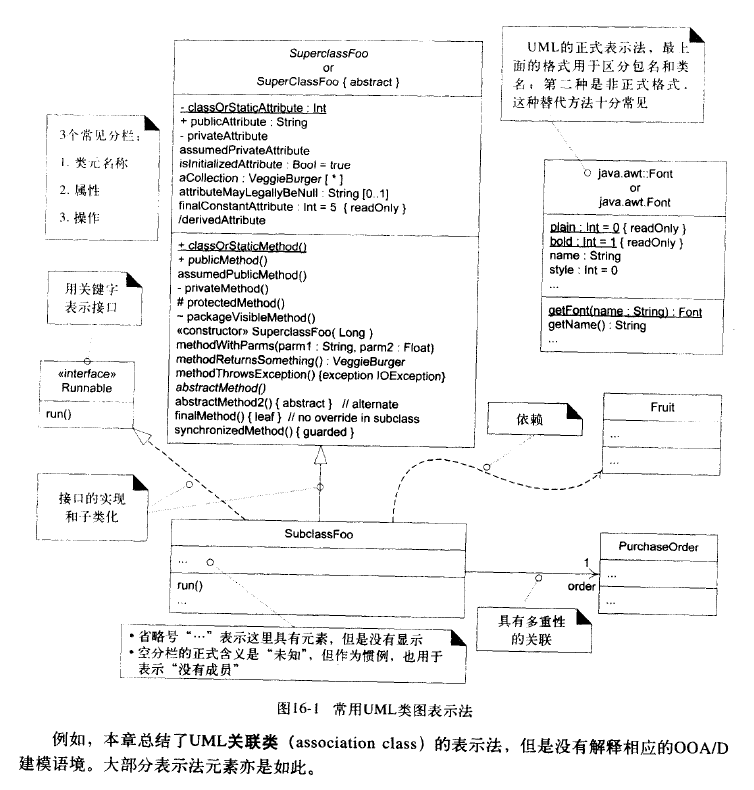 SuperclassFoo
or
SuperClassFoo { abstract }
- classOrStaticAttribute : Int
+ publicAttribute : String
- privateAttribute
assumedPrivateAttribute
isInitializedAttribute : Bool = true
aCollection : VeggieBurger [ * ]
attributeMayLegallyBeNull : String [0..1]
finalConstantAttribute : Int = 5 { readOnly }
/derivedAttribute
+ classOrStaticMethod()
+ publicMethod()
assumedPublicMethod()
- privateMethod()
# protectedMethod()
~ packageVisibleMethod()
«constructor» SuperclassFoo( Long )
methodWithParms(parm1 : String, parm2 : Float)
methodReturnsSomething() : VeggieBurger
methodThrowsException() {exception IOException}
abstractMethod()
abstractMethod2() { abstract } // alternate
finalMethod() { leaf } // no override in subclass
synchronizedMethod() { guarded }
3个常见分栏:
1. 类元名称
2. 属性
3. 操作
用关键字
表示接口
«interface»
Runnable
run()
接口的实现
和子类化
UML的正式表示法,最上
面的格式用于区分包名和类
名;第二种是非正式格式.
这种替代方法十分常见
java.awt::Font
or
java.awt.Font
plain : Int = 0 { readOnly }
bold : Int = 1 { readOnly }
name : String
style : Int = 0
...
getFont(name : String) : Font
getName() : String
...
依赖
Fruit
...
...
SubclassFoo
...
run()
...
1
order
PurchaseOrder
...
...
具有多重性
的关联
• 省略号“…”表示这里具有元素,但是没有显示
• 空分栏的正式含义是“未知”,但作为惯例,也用于
表示“没有成员”
图16-1 常用UML类图表示法
例如,本章总结了UML关联类(association class)的表示法,但是没有解释相应的OOA/D
建模语境。大部分表示法元素亦是如此。